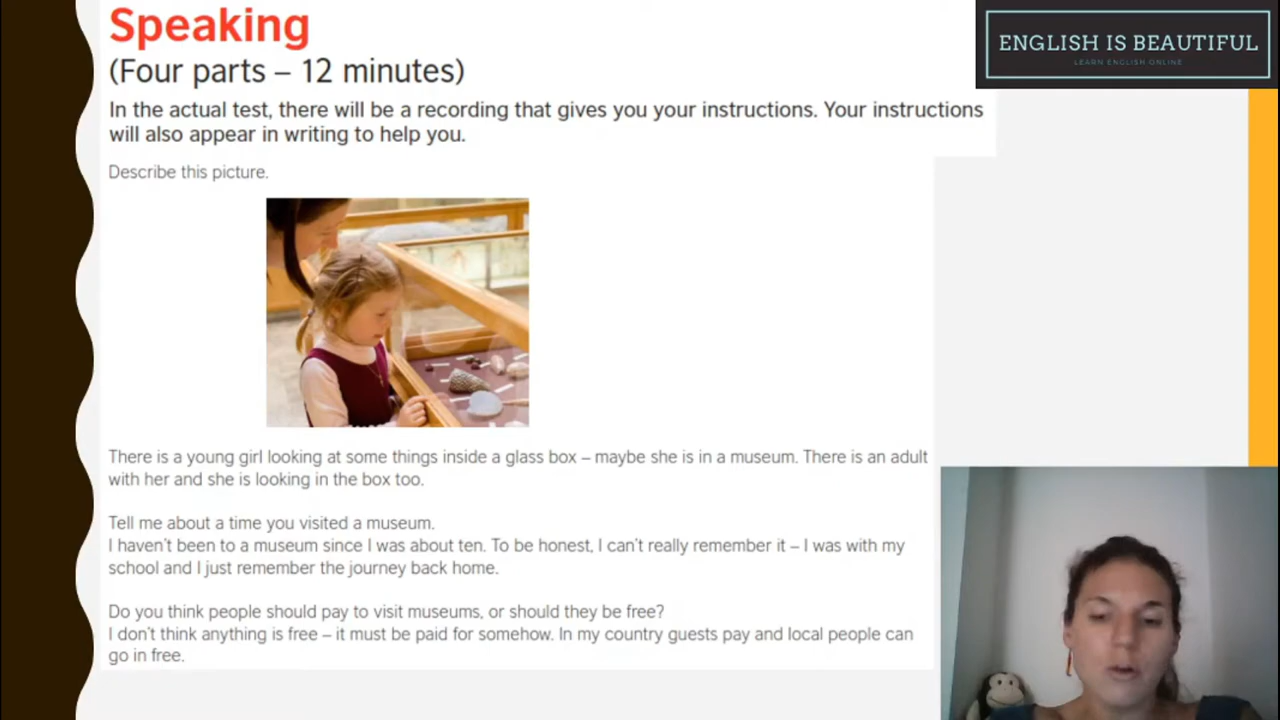 Speaking
(Four parts – 12 minutes)
In the actual test, there will be a recording that gives you your instructions. Your instructions
will also appear in writing to help you.
Describe this picture.
There is a young girl looking at some things inside a glass box – maybe she is in a museum. There is an adult
with her and she is looking in the box too.
Tell me about a time you visited a museum.
I haven't been to a museum since I was about ten. To be honest, I can't really remember it – I was with my
school and I just remember the journey back home.
Do you think people should pay to visit museums, or should they be free?
I don't think anything is free – it must be paid for somehow. In my country guests pay and local people can
go in free.
ENGLISH IS BEAUTIFUL
LEARN ENGLISH ONLINE